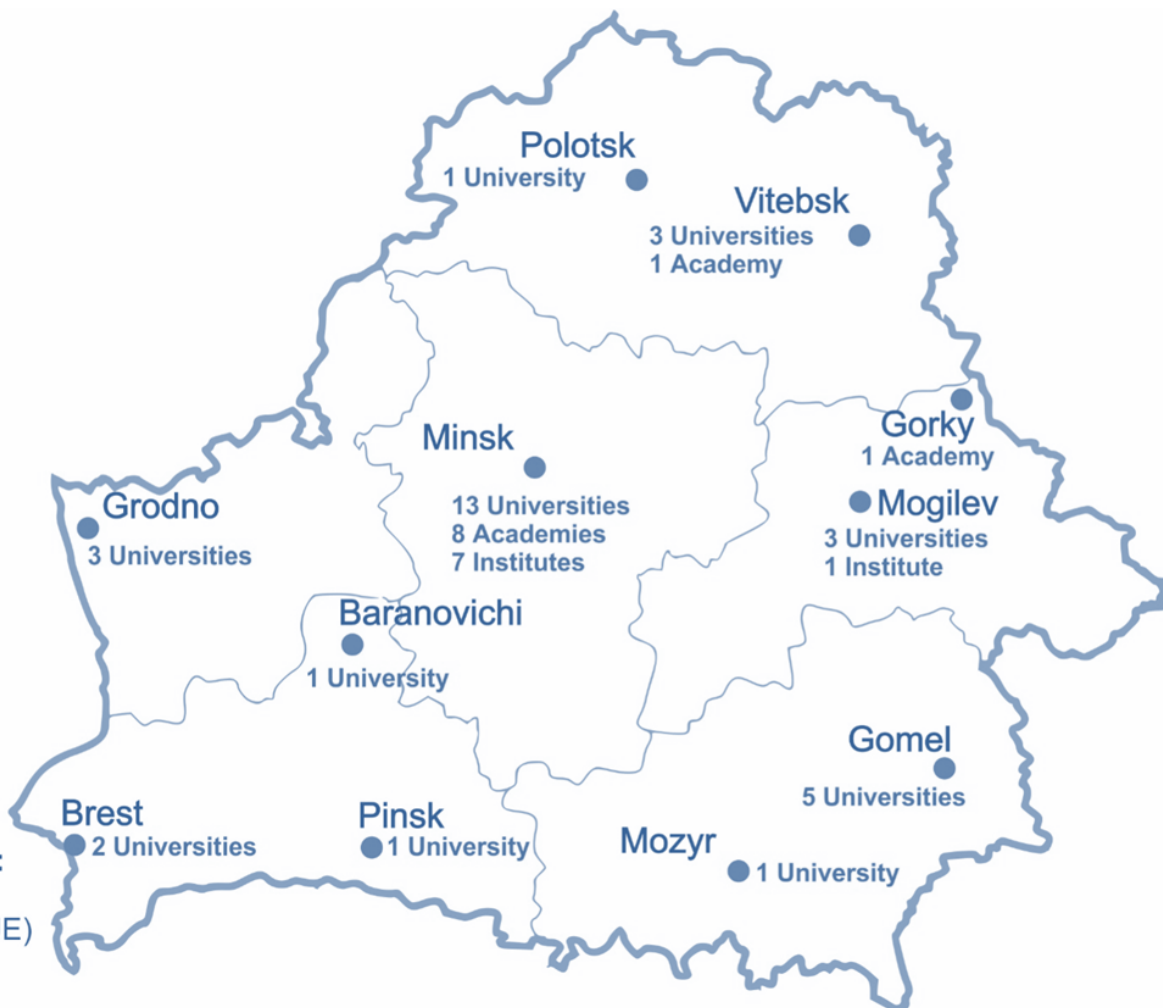 Polotsk
1 University
Vitebsk
3 Universities
1 Academy
Gorky
1 Academy
Minsk
13 Universities
8 Academies
7 Institutes
Mogilev
3 Universities
1 Institute
Grodno
3 Universities
Baranovichi
1 University
Gomel
5 Universities
Brest
2 Universities
Pinsk
1 University
Mozyr
1 University
:
E)